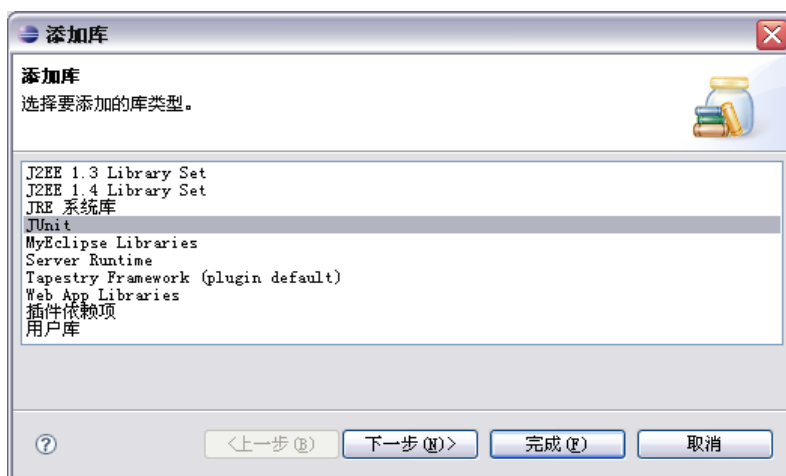 添加库
添加库
选择要添加的库类型。
J2EE 1.3 Library Set
J2EE 1.4 Library Set
JRE 系统库
JUnit
MyEclipse Libraries
Server Runtime
Tapestry Framework (plugin default)
Web App Libraries
插件依赖项
用户库
?
<上一步(B)
下一步(N)>
完成(F)
取消